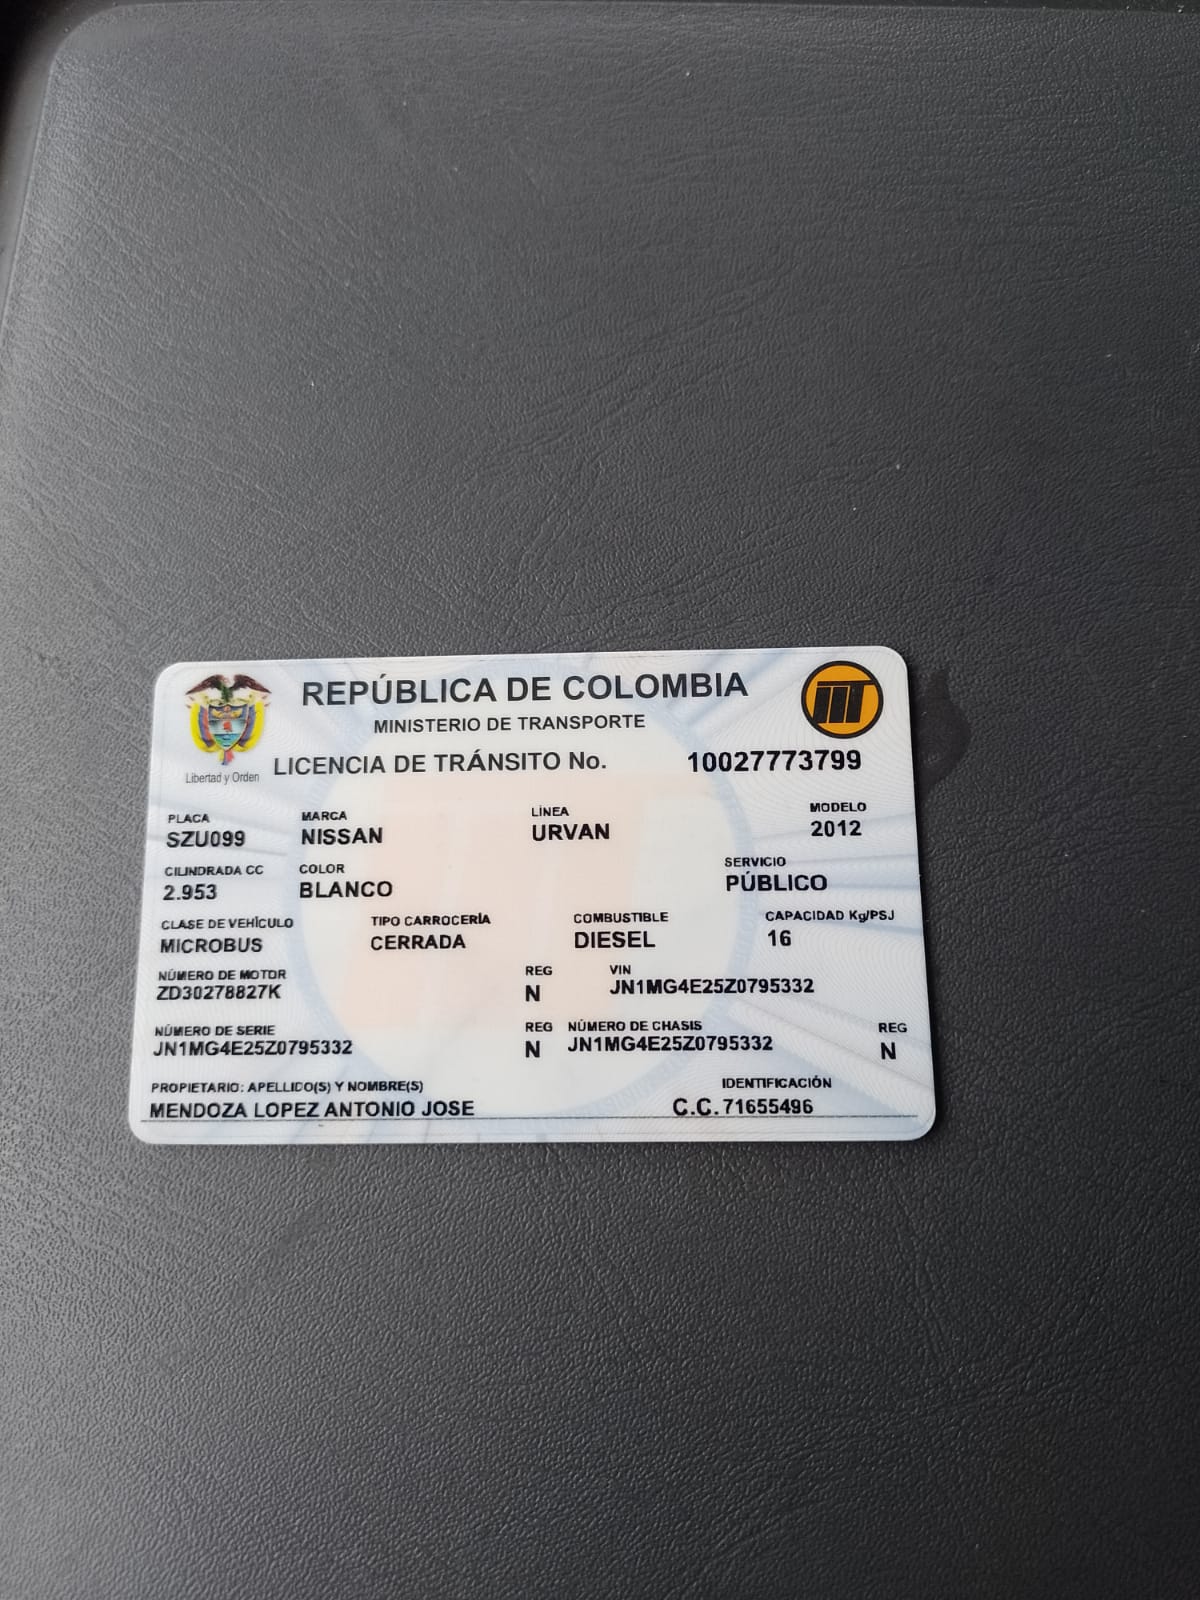 REPÚBLICA DE COLOMBIA
MINISTERIO DE TRANSPORTE
Libertad y Orden
LICENCIA DE TRÁNSITO No. 10027773799
PLACA MARCA LÍNEA MODELO
SZU099 NISSAN URVAN 2012
CILINDRADA CC COLOR SERVICIO
2.953 BLANCO PÚBLICO
CLASE DE VEHÍCULO TIPO CARROCERÍA COMBUSTIBLE CAPACIDAD Kg/PSJ
MICROBUS CERRADA DIESEL 16
NÚMERO DE MOTOR REG VIN
ZD30278827K N JN1MG4E25Z0795332
NÚMERO DE SERIE REG NÚMERO DE CHASIS REG
JN1MG4E25Z0795332 N JN1MG4E25Z0795332 N
PROPIETARIO: APELLIDO(S) Y NOMBRE(S) IDENTIFICACIÓN
MENDOZA LOPEZ ANTONIO JOSE C.C. 71655496